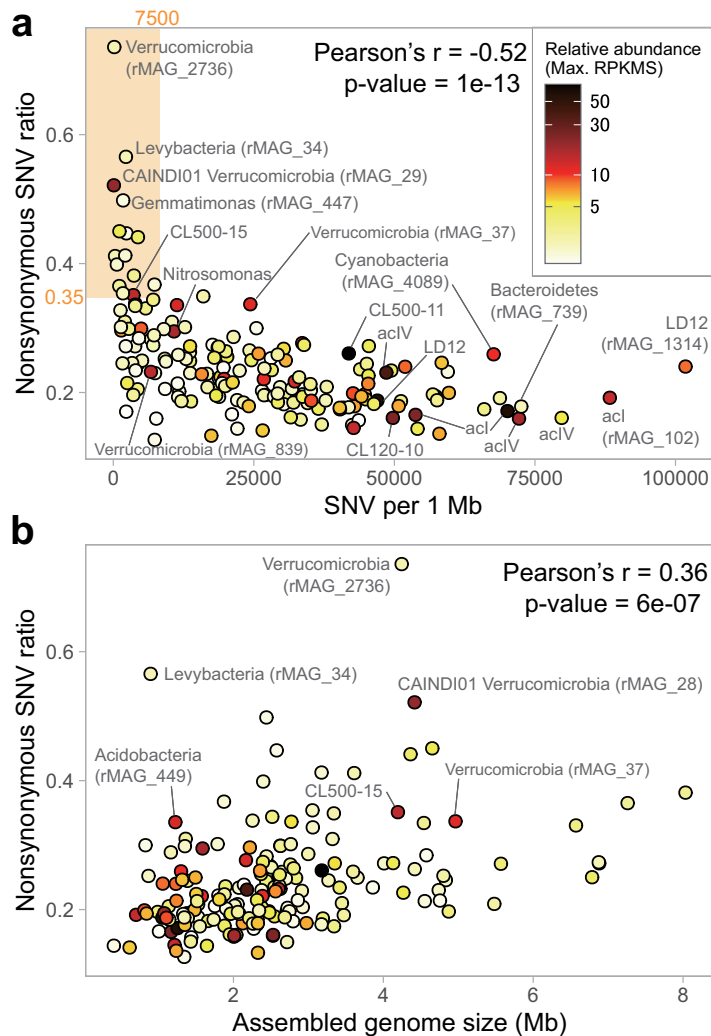 a
7500
Verrucomicrobia
(rMAG_2736)
Pearson's r = -0.52
p-value = 1e-13
Relative abundance
(Max. RPKMS)
50
30
10
5
Levybacteria (rMAG_34)
CAINDI01 Verrucomicrobia (rMAG_29)
Gemmatimonas (rMAG_447)
CL500-15
Verrucomicrobia (rMAG_37)
Nitrosomonas
Cyanobacteria
(rMAG_4089)
CL500-11
acIV
LD12
Bacteroidetes
(rMAG_739)
LD12
(rMAG_1314)
Verrucomicrobia (rMAG_839)
CL120-10
acI
acIV
acIV
acI
(rMAG_102)
0.6
0.4
0.35
0.2
Nonsynonymous SNV ratio
0
25000
50000
75000
100000
SNV per 1 Mb
b
Verrucomicrobia
(rMAG_2736)
Pearson's r = 0.36
p-value = 6e-07
Levybacteria (rMAG_34)
CAINDI01 Verrucomicrobia (rMAG_28)
Acidobacteria
(rMAG_449)
CL500-15
Verrucomicrobia (rMAG_37)
0.6
0.4
0.2
Nonsynonymous SNV ratio
2
4
6
8
Assembled genome size (Mb)